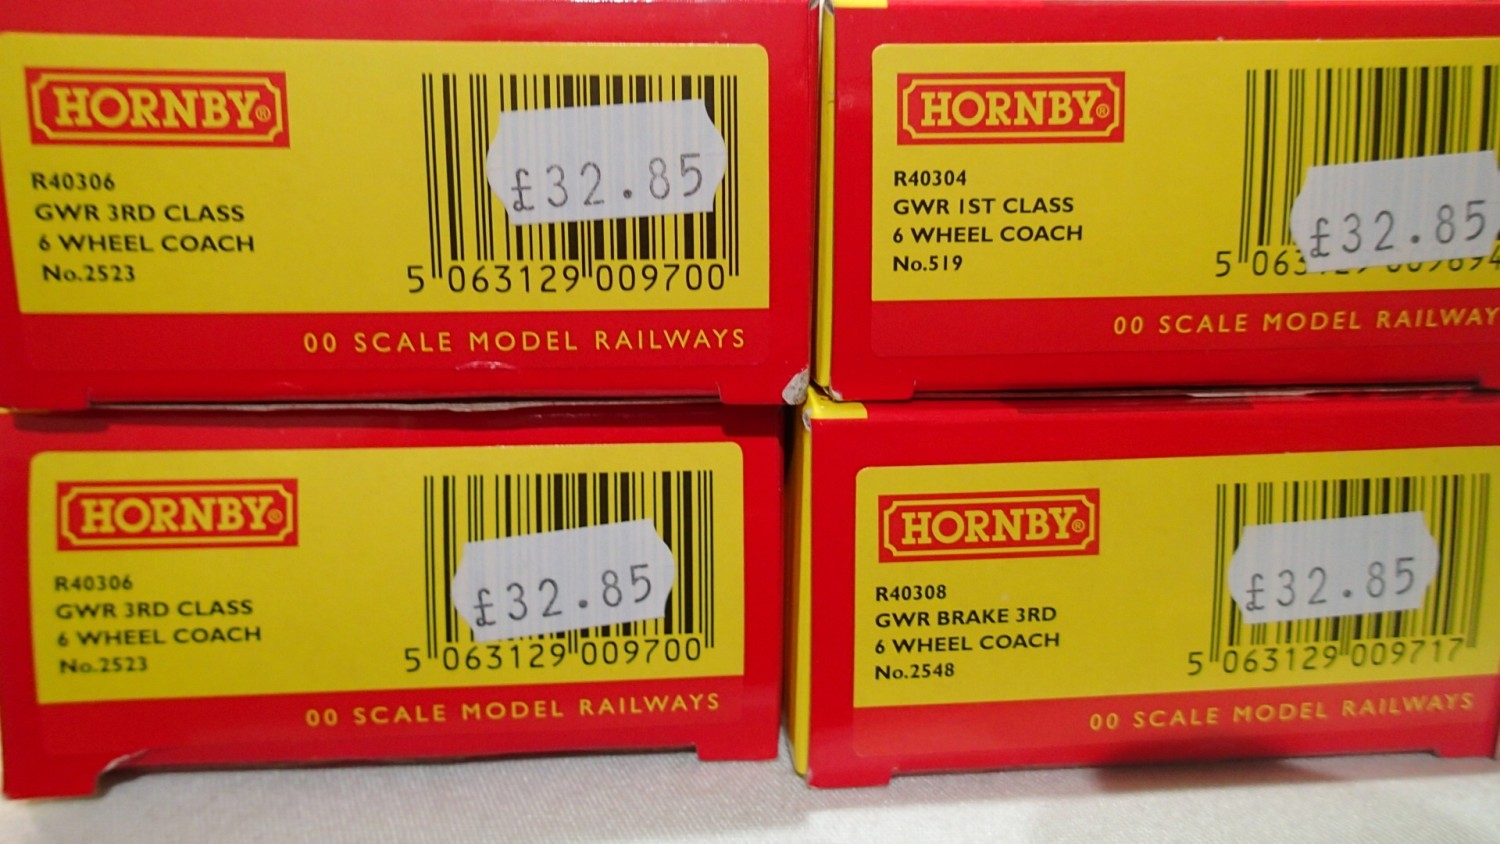 HORNBY®
R40306
GWR 3RD CLASS
6 WHEEL COACH
No.2523
£32.85
5 063129 009700
00 SCALE MODEL RAILWAYS
HORNBY®
R40304
GWR 1ST CLASS
6 WHEEL COACH
No.519
£32.85
00 SCALE MODEL RAILWAY
HORNBY®
R40306
GWR 3RD CLASS
6 WHEEL COACH
No.2523
£32.85
5 063129 009700
00 SCALE MODEL RAILWAYS
HORNBY®
R40308
GWR BRAKE 3RD
6 WHEEL COACH
No.2548
£32.85
5 063129 009717
00 SCALE MODEL RAILWAYS